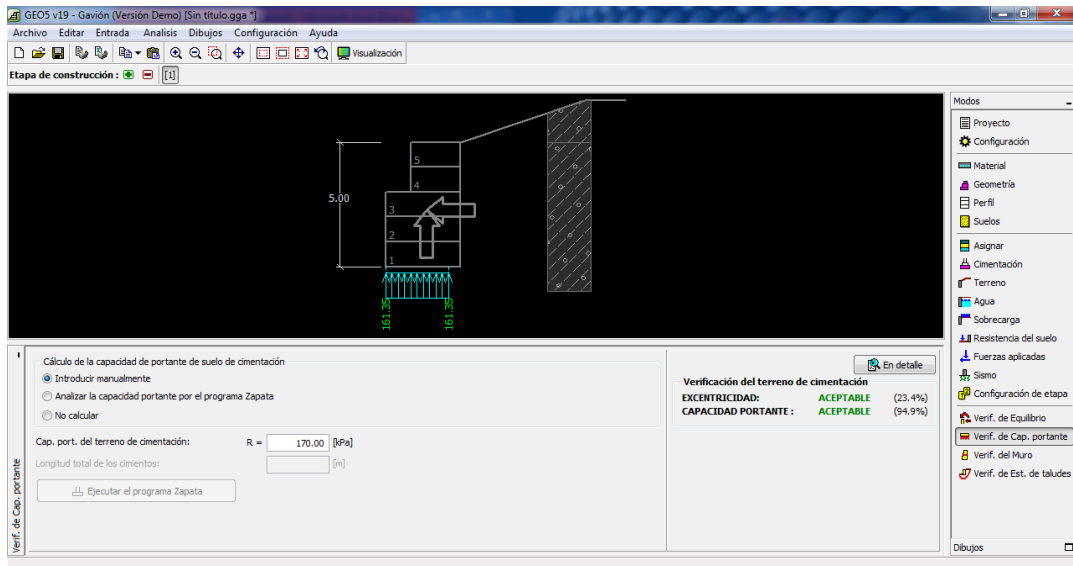 GEO5 v19 - Gavión (Versión Demo) [Sin título.gga *]
Archivo Editar Entrada Analisis Dibujos Configuración Ayuda
Visualización
Etapa de construcción : [1]
5.00
5
4
3
2
1
161.35 161.35
Modos
Proyecto
Configuración
Material
Geometría
Perfil
Suelos
Asignar
Cimentación
Terreno
Agua
Sobrecarga
Resistencia del suelo
Fuerzas aplicadas
Sismo
Configuración de etapa
Verif. de Equilibrio
Verif. de Cap. portante
Verif. del Muro
Verif. de Est. de taludes
Dibujos
Verif. de Cap. portante
Cálculo de la capacidad de portante de suelo de cimentación
Introducir manualmente
Analizar la capacidad portante por el programa Zapata
No calcular
Cap. port. del terreno de cimentación: R = 170.00 [kPa]
Longitud total de los cimientos: [m]
Ejecutar el programa Zapata
En detalle
Verificación del terreno de cimentación
EXCENTRICIDAD: ACEPTABLE (23.4%)
CAPACIDAD PORTANTE : ACEPTABLE (94.9%)